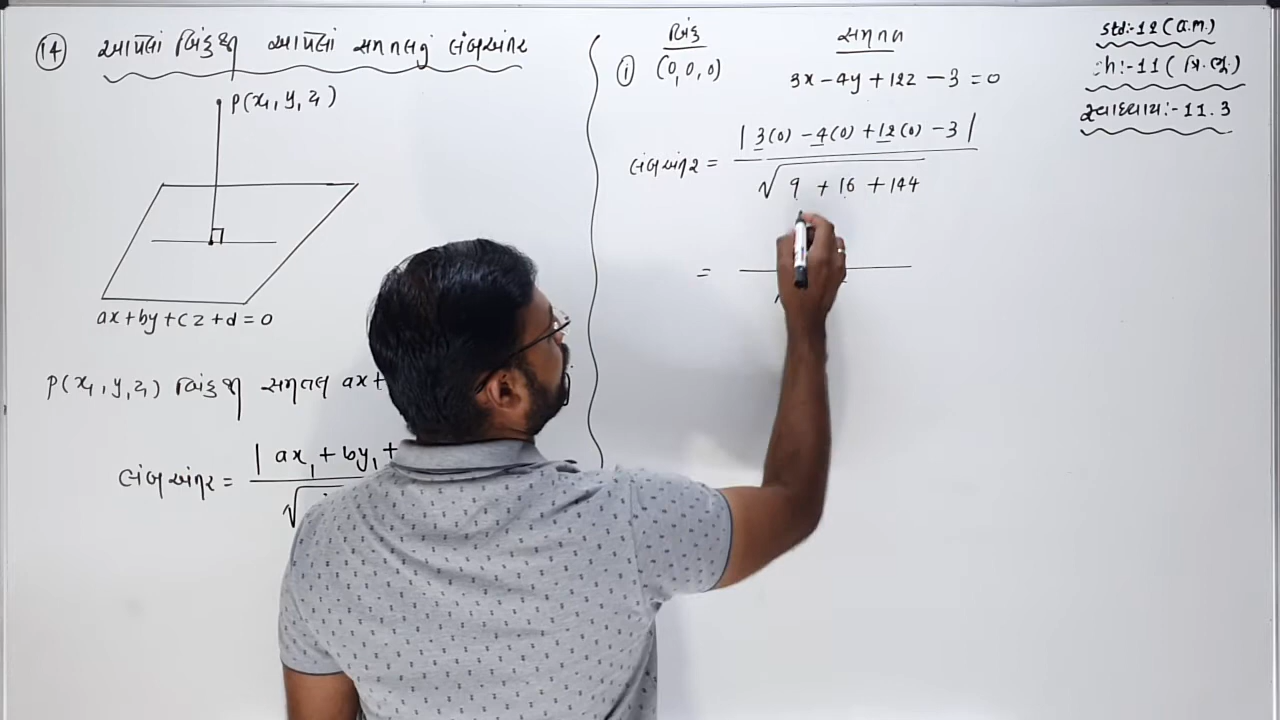 14 આપેલાં બિંદુથી આપેલાં સમતલનું લંબઅંતર
P(x₁, y, z₁)
ax+by+cz+d=0
P(x₁, y, z₁) બિંદુથી સમતલ ax+
લંબઅંતર = | ax₁ + by₁ +
√
બિંદુ સમતલ
i (0, 0, 0) 3x - 4y + 12z - 3 = 0
| 3(0) - 4(0) + 12(0) - 3 |
લંબઅંતર =
√ 9 + 16 + 144
=
Std:-12 (G.M.)
ch:-11 ( ત્રિ.ભૂ.)
સ્વાધ્યાય:-11.3